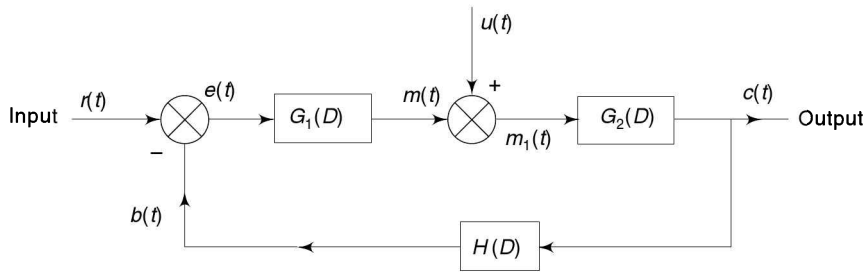 u(t)
+
Input
r(t)
e(t)
G₁(D)
m(t)
m₁(t)
G₂(D)
c(t)
Output
−
b(t)
H(D)